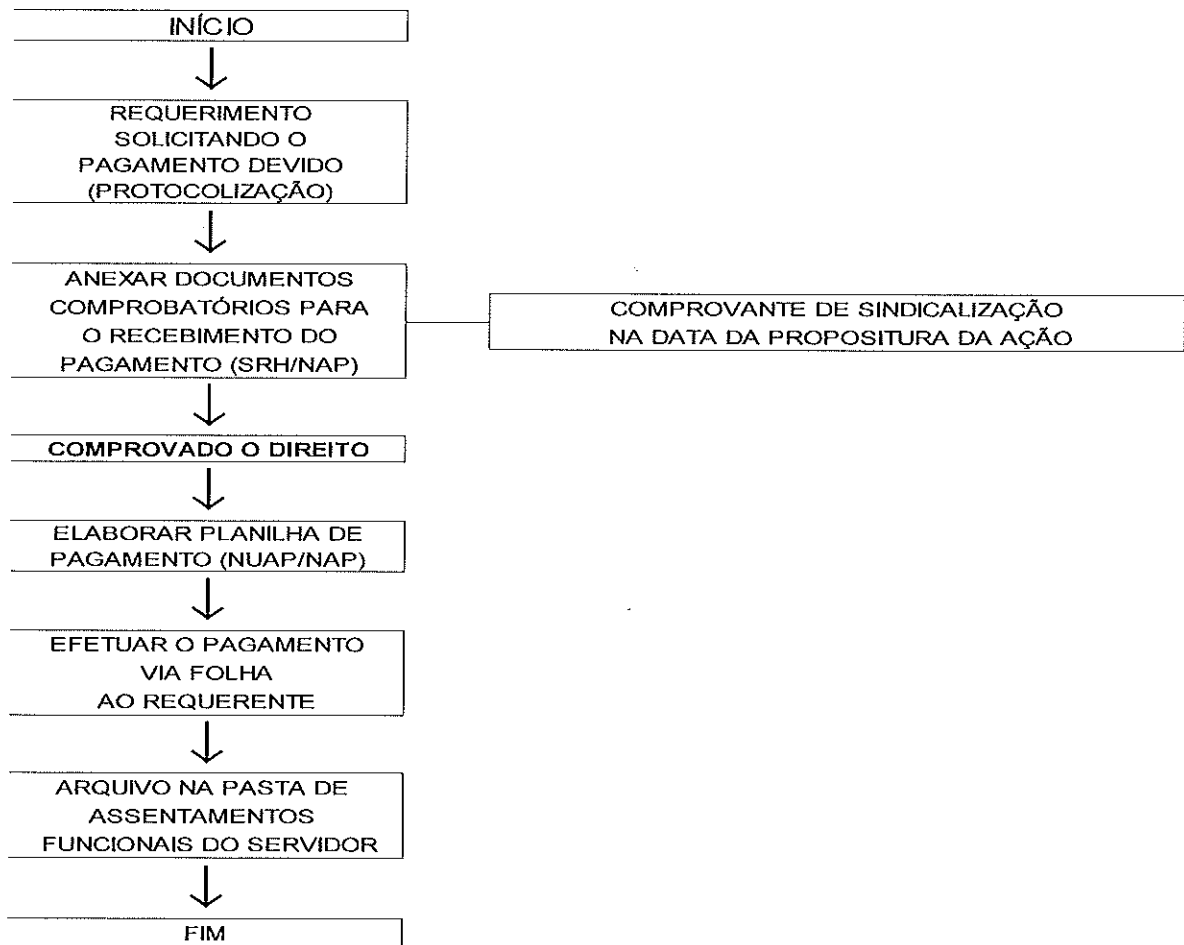 INÍCIO
REQUERIMENTO
SOLICITANDO O
PAGAMENTO DEVIDO
(PROTOCOLIZAÇÃO)
ANEXAR DOCUMENTOS
COMPROBATÓRIOS PARA
O RECEBIMENTO DO
PAGAMENTO (SRH/NAP)
COMPROVANTE DE SINDICALIZAÇÃO
NA DATA DA PROPOSITURA DA AÇÃO
COMPROVADO O DIREITO
ELABORAR PLANILHA DE
PAGAMENTO (NUAP/NAP)
EFETUAR O PAGAMENTO
VIA FOLHA
AO REQUERENTE
ARQUIVO NA PASTA DE
ASSENTAMENTOS
FUNCIONAIS DO SERVIDOR
FIM